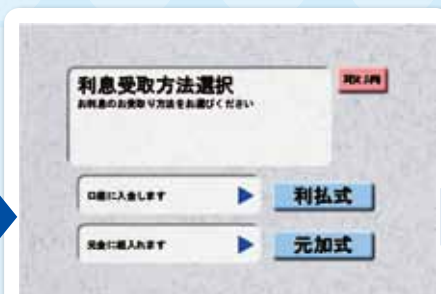 利息受取方法選択
お利息のお受取り方法をお選びください
取消
口座に入金します
利払式
元金に組入れます
元加式